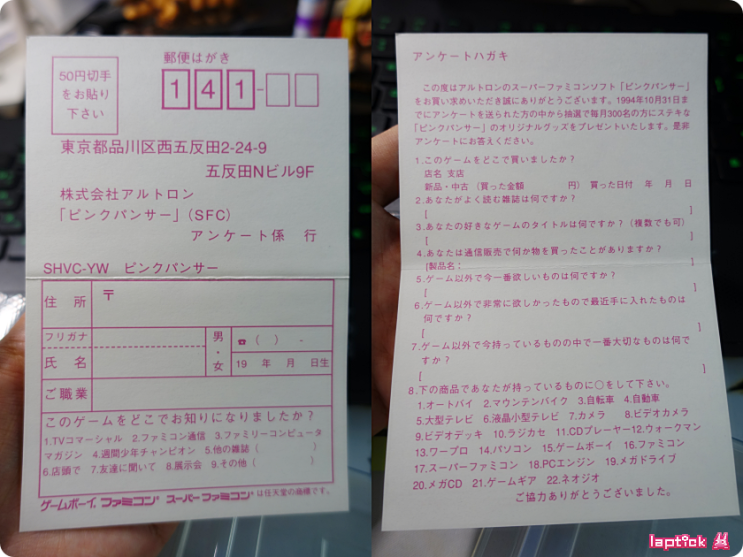 郵便はがき
50円切手
をお貼り
下さい
141-
東京都品川区西五反田2-24-9
五反田Nビル9F
株式会社アルトロン
「ピンクパンサー」(SFC)
アンケート係 行
SHVC-YW ピンクパンサー
住所 〒
フリガナ
氏名
男・女
☎( ) -
19 年 月 日生
ご職業
このゲームをどこでお知りになりましたか?
1.TVコマーシャル 2.ファミコン通信 3.ファミリーコンピュータ
マガジン 4.週間少年チャンピオン 5.他の雑誌( )
6.店頭で 7.友達に聞いて 8.展示会 9.その他( )
ゲームボーイ, ファミコン® スーパーファミコン®は任天堂の商標です。
アンケートハガキ
この度はアルトロンのスーパーファミコンソフト「ピンクパンサー」
をお買い求めいただき誠にありがとうございます。1994年10月31日ま
でにアンケートを送られた方の中から抽選で毎月300名の方にステキな
「ピンクパンサー」のオリジナルグッズをプレゼントいたします。是非
アンケートにお答えください。
1.このゲームをどこで買いましたか?
店名 支店
新品・中古 (買った金額 円) 買った日付 年 月 日
2.あなたがよく読む雑誌は何ですか?
[ ]
3.あなたの好きなゲームのタイトルは何ですか?(複数でも可)
[ ]
4.あなたは通信販売で何か物を買ったことがありますか?
[製品名: ]
5.ゲーム以外で今一番欲しいものは何ですか?
[ ]
6.ゲーム以外で非常に欲しかったもので最近手に入れたものは
何ですか?
[ ]
7.ゲーム以外で今持っているものの中で一番大切なものは何で
すか?
[ ]
8.下の商品であなたが持っているものに○をして下さい。
1.オートバイ 2.マウンテンバイク 3.自転車 4.自動車
5.大型テレビ 6.液晶小型テレビ 7.カメラ 8.ビデオカメラ
9.ビデオデッキ 10.ラジカセ 11.CDプレーヤー12.ウォークマン
13.ワープロ 14.パソコン 15.ゲームボーイ 16.ファミコン
17.スーパーファミコン 18.PCエンジン 19.メガドライブ
20.メガCD 21.ゲームギア 22.ネオジオ
ご協力ありがとうございました。
laptick